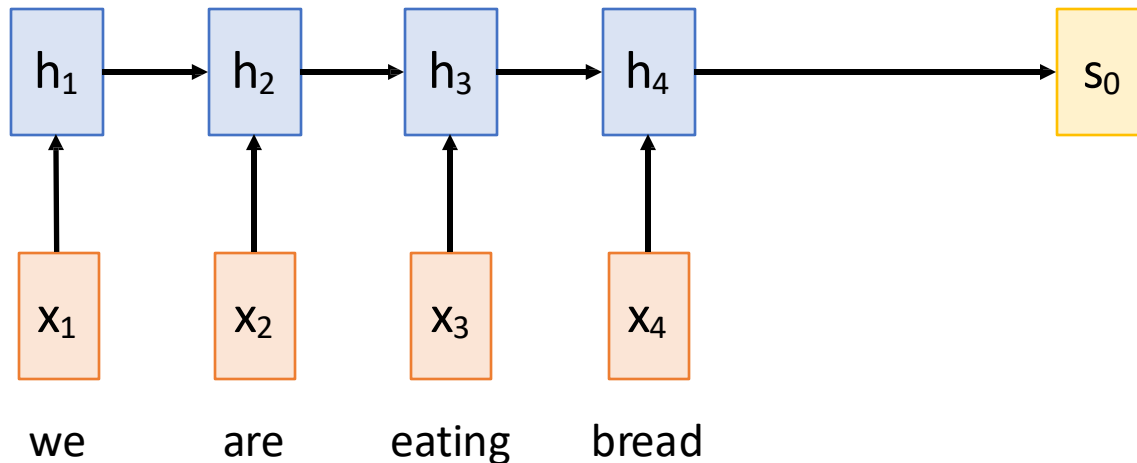 h₁ h₂ h₃ h₄ s₀
x₁ x₂ x₃ x₄
we are eating bread